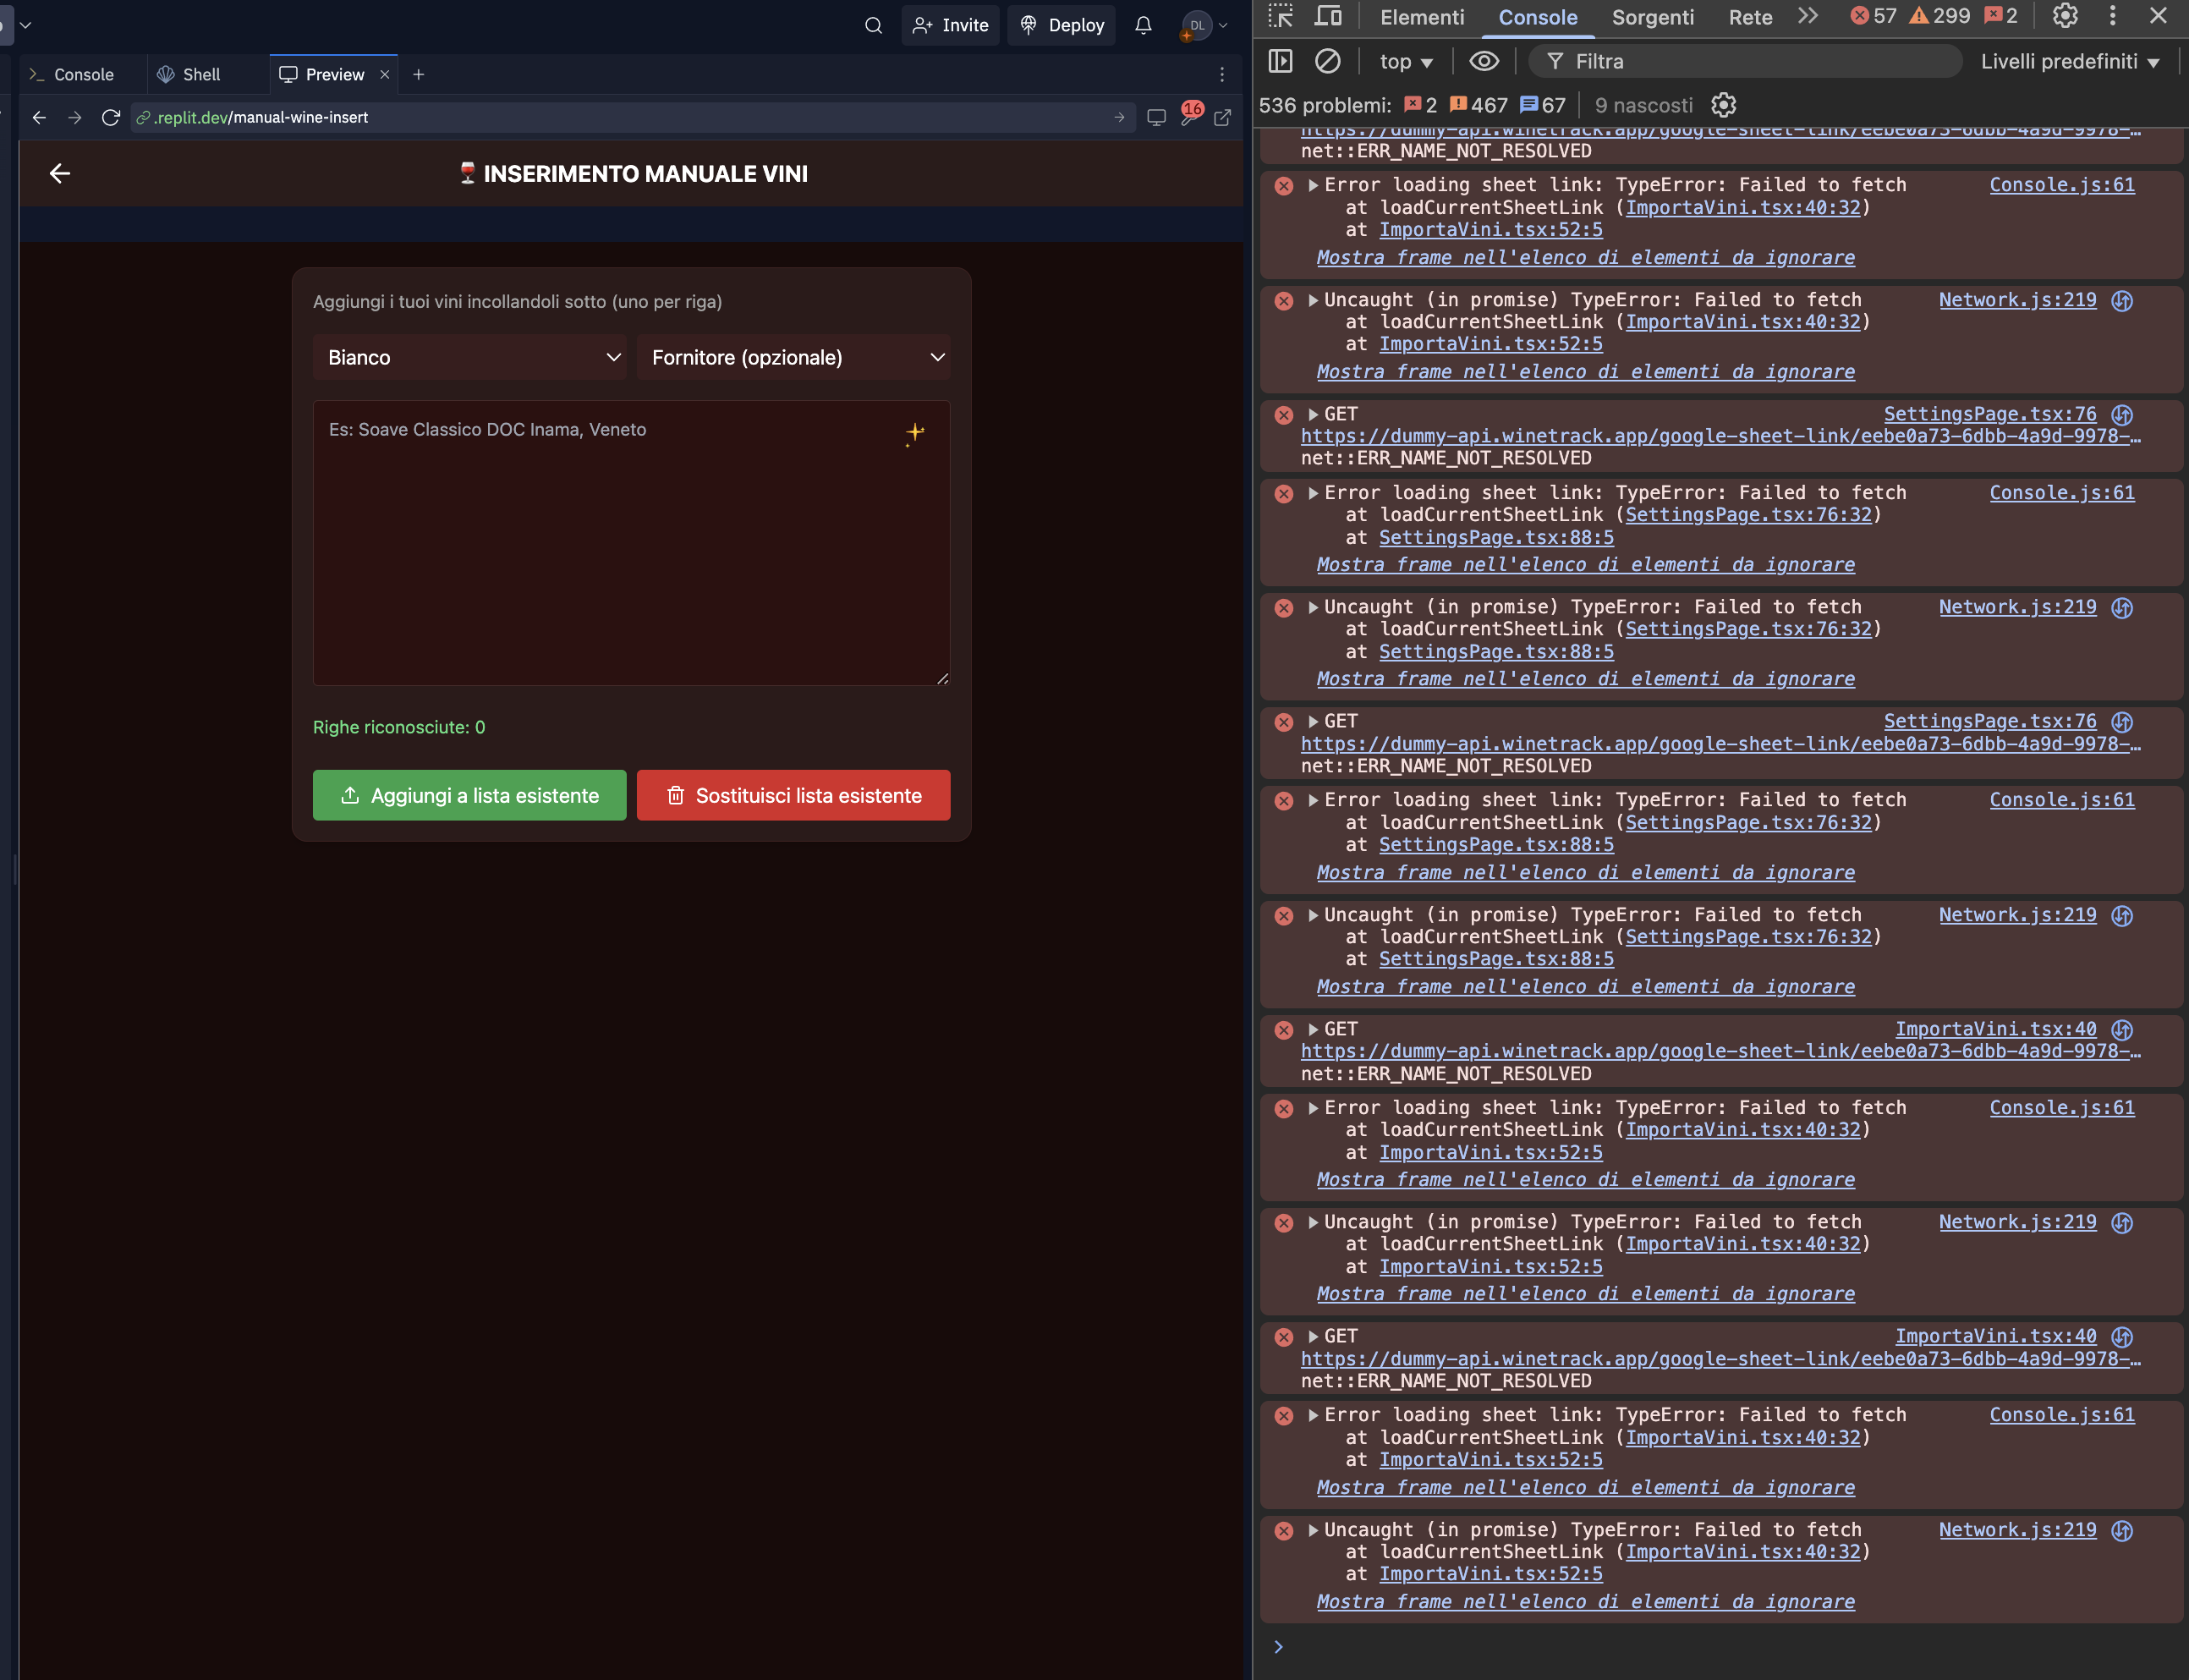 Invite
Deploy
DL
Console
Shell
Preview
.replit.dev/manual-wine-insert
16
INSERIMENTO MANUALE VINI
Aggiungi i tuoi vini incollandoli sotto (uno per riga)
Bianco
Fornitore (opzionale)
Es: Soave Classico DOC Inama, Veneto
Righe riconosciute: 0
Aggiungi a lista esistente
Sostituisci lista esistente
Elementi Console Sorgenti Rete 57 299 2
top Filtra Livelli predefiniti
536 problemi: 2 467 67 9 nascosti
https://dummy-api.winetrack.app/google-sheet-link/eebe0a73-6dbb-4a9d-9978-…
net::ERR_NAME_NOT_RESOLVED
Error loading sheet link: TypeError: Failed to fetch Console.js:61
at loadCurrentSheetLink (ImportaVini.tsx:40:32)
at ImportaVini.tsx:52:5
Mostra frame nell'elenco di elementi da ignorare
Uncaught (in promise) TypeError: Failed to fetch Network.js:219
at loadCurrentSheetLink (ImportaVini.tsx:40:32)
at ImportaVini.tsx:52:5
Mostra frame nell'elenco di elementi da ignorare
GET SettingsPage.tsx:76
https://dummy-api.winetrack.app/google-sheet-link/eebe0a73-6dbb-4a9d-9978-…
net::ERR_NAME_NOT_RESOLVED
Error loading sheet link: TypeError: Failed to fetch Console.js:61
at loadCurrentSheetLink (SettingsPage.tsx:76:32)
at SettingsPage.tsx:88:5
Mostra frame nell'elenco di elementi da ignorare
Uncaught (in promise) TypeError: Failed to fetch Network.js:219
at loadCurrentSheetLink (SettingsPage.tsx:76:32)
at SettingsPage.tsx:88:5
Mostra frame nell'elenco di elementi da ignorare
GET SettingsPage.tsx:76
https://dummy-api.winetrack.app/google-sheet-link/eebe0a73-6dbb-4a9d-9978-…
net::ERR_NAME_NOT_RESOLVED
Error loading sheet link: TypeError: Failed to fetch Console.js:61
at loadCurrentSheetLink (SettingsPage.tsx:76:32)
at SettingsPage.tsx:88:5
Mostra frame nell'elenco di elementi da ignorare
Uncaught (in promise) TypeError: Failed to fetch Network.js:219
at loadCurrentSheetLink (SettingsPage.tsx:76:32)
at SettingsPage.tsx:88:5
Mostra frame nell'elenco di elementi da ignorare
GET ImportaVini.tsx:40
https://dummy-api.winetrack.app/google-sheet-link/eebe0a73-6dbb-4a9d-9978-…
net::ERR_NAME_NOT_RESOLVED
Error loading sheet link: TypeError: Failed to fetch Console.js:61
at loadCurrentSheetLink (ImportaVini.tsx:40:32)
at ImportaVini.tsx:52:5
Mostra frame nell'elenco di elementi da ignorare
Uncaught (in promise) TypeError: Failed to fetch Network.js:219
at loadCurrentSheetLink (ImportaVini.tsx:40:32)
at ImportaVini.tsx:52:5
Mostra frame nell'elenco di elementi da ignorare
GET ImportaVini.tsx:40
https://dummy-api.winetrack.app/google-sheet-link/eebe0a73-6dbb-4a9d-9978-…
net::ERR_NAME_NOT_RESOLVED
Error loading sheet link: TypeError: Failed to fetch Console.js:61
at loadCurrentSheetLink (ImportaVini.tsx:40:32)
at ImportaVini.tsx:52:5
Mostra frame nell'elenco di elementi da ignorare
Uncaught (in promise) TypeError: Failed to fetch Network.js:219
at loadCurrentSheetLink (ImportaVini.tsx:40:32)
at ImportaVini.tsx:52:5
Mostra frame nell'elenco di elementi da ignorare